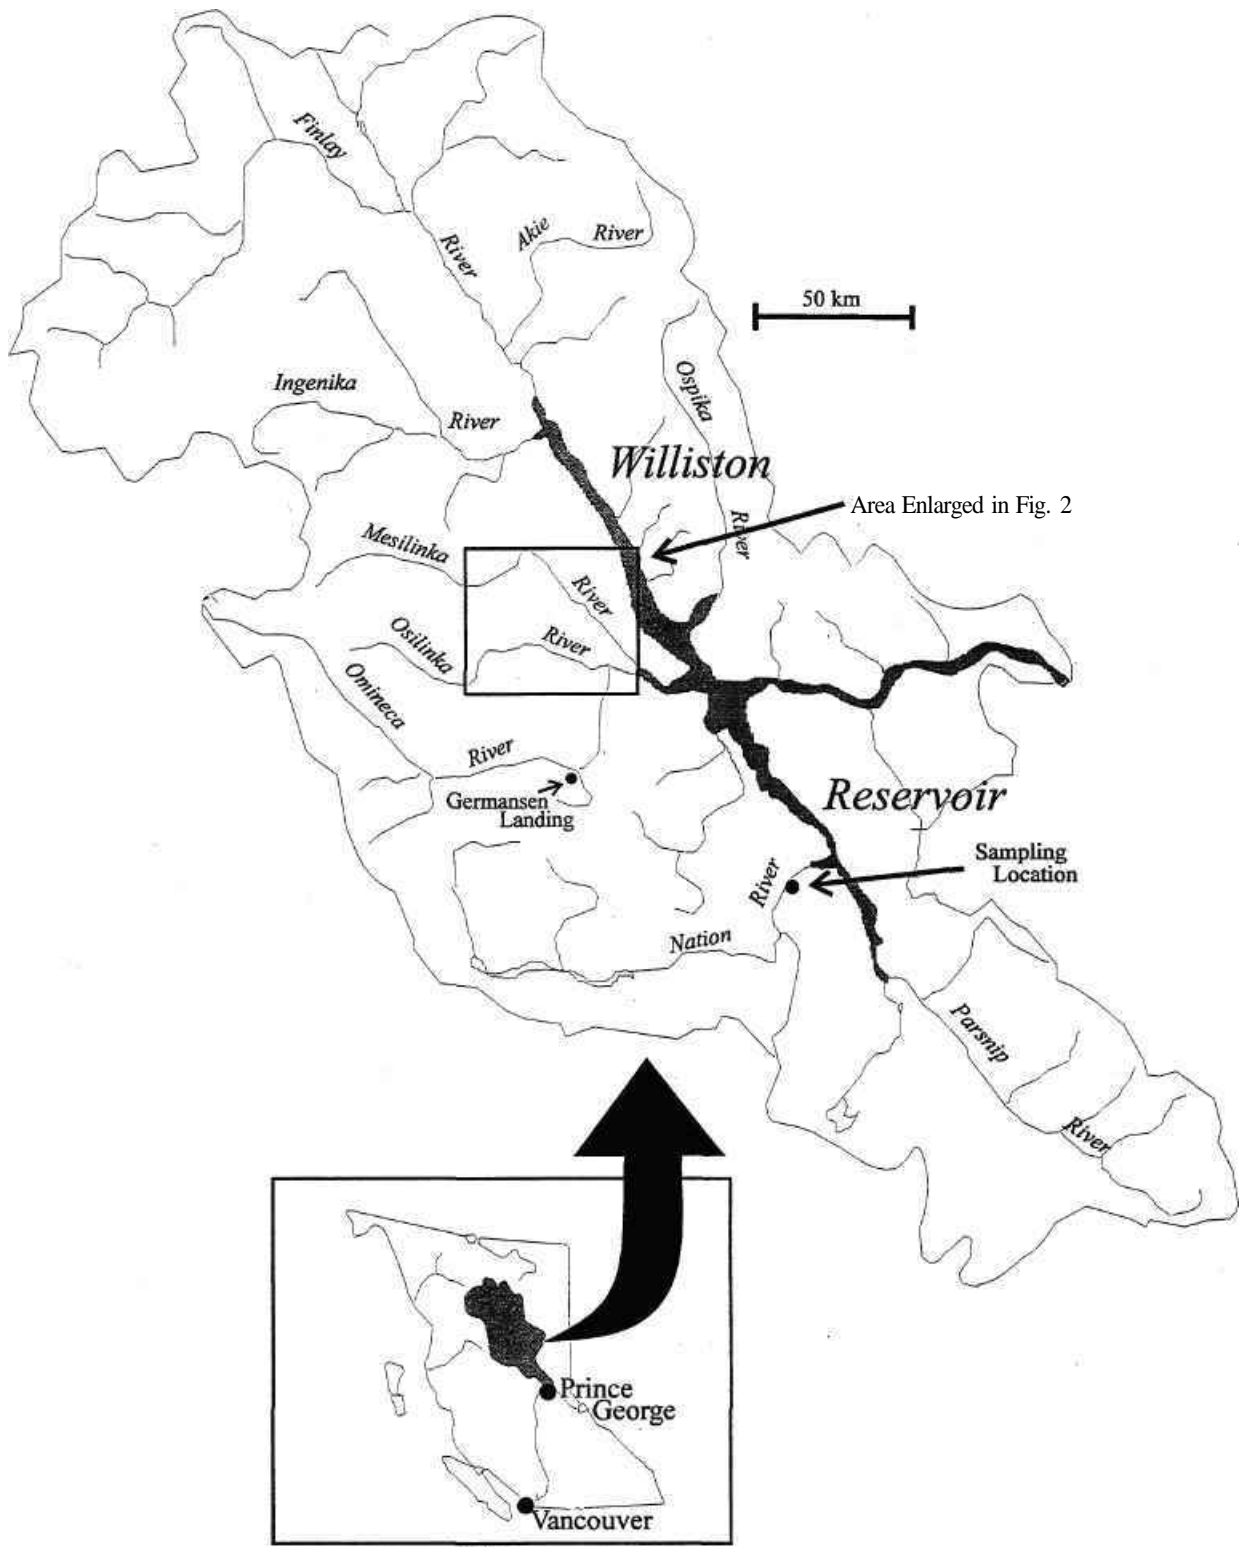 Finlay
River
Akie
River
50 km
Ingenika
River
Ospika
River
Williston
Area Enlarged in Fig. 2
Mesilinka
River
Osilinka
River
Omineca
River
Germansen
Landing
Reservoir
Sampling
Location
River
Nation
Parsnip
River
Prince
George
Vancouver